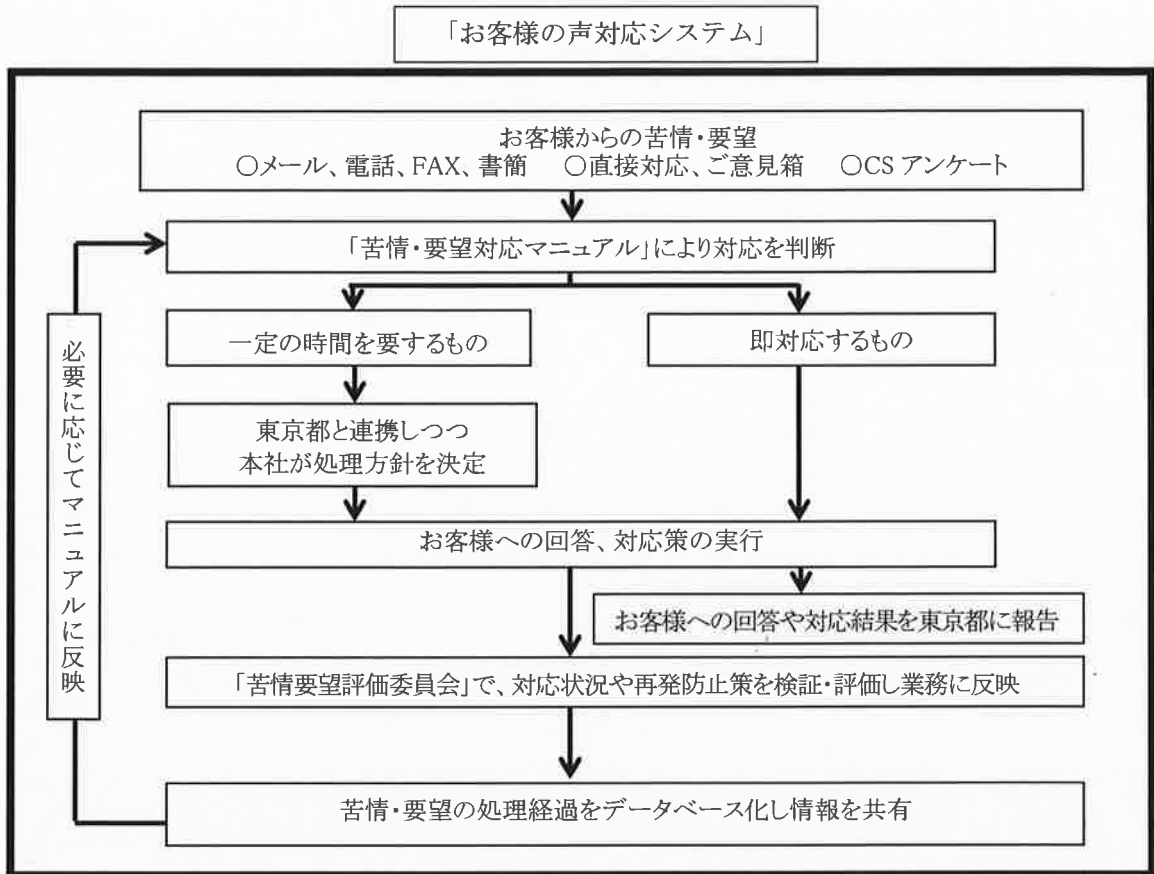 「お客様の声対応システム」
お客様からの苦情・要望
○メール、電話、FAX、書簡 ○直接対応、ご意見箱 ○CS アンケート
「苦情・要望対応マニュアル」により対応を判断
一定の時間を要するもの
即対応するもの
東京都と連携しつつ
本社が処理方針を決定
お客様への回答、対応策の実行
お客様への回答や対応結果を東京都に報告
「苦情要望評価委員会」で、対応状況や再発防止策を検証・評価し業務に反映
苦情・要望の処理経過をデータベース化し情報を共有
必要に応じてマニュアルに反映